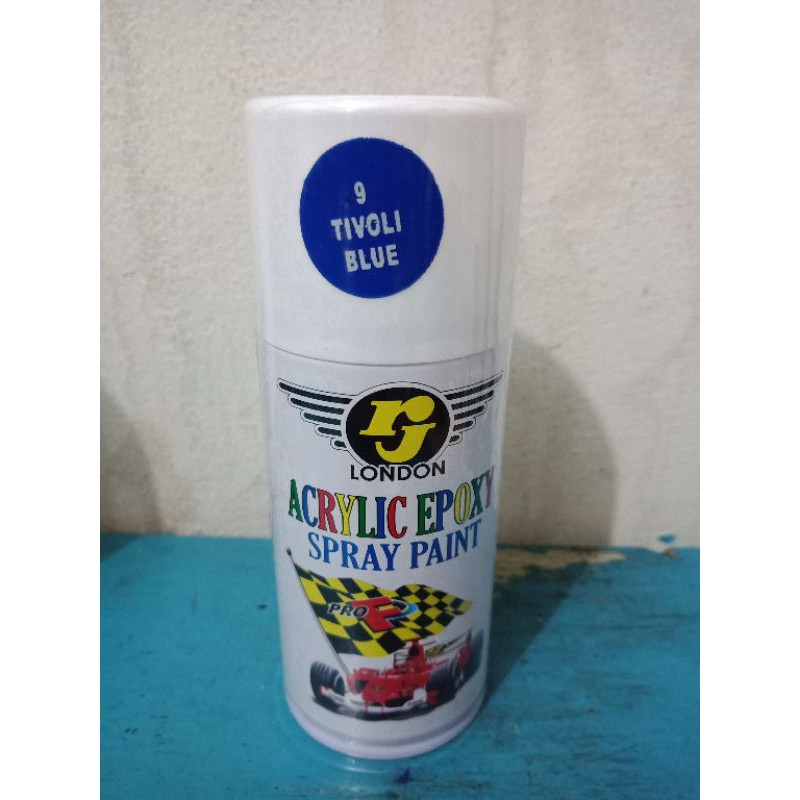 9
TIVOLI
BLUE
rj
LONDON
ACRYLIC EPOXY
SPRAY PAINT
PRO F